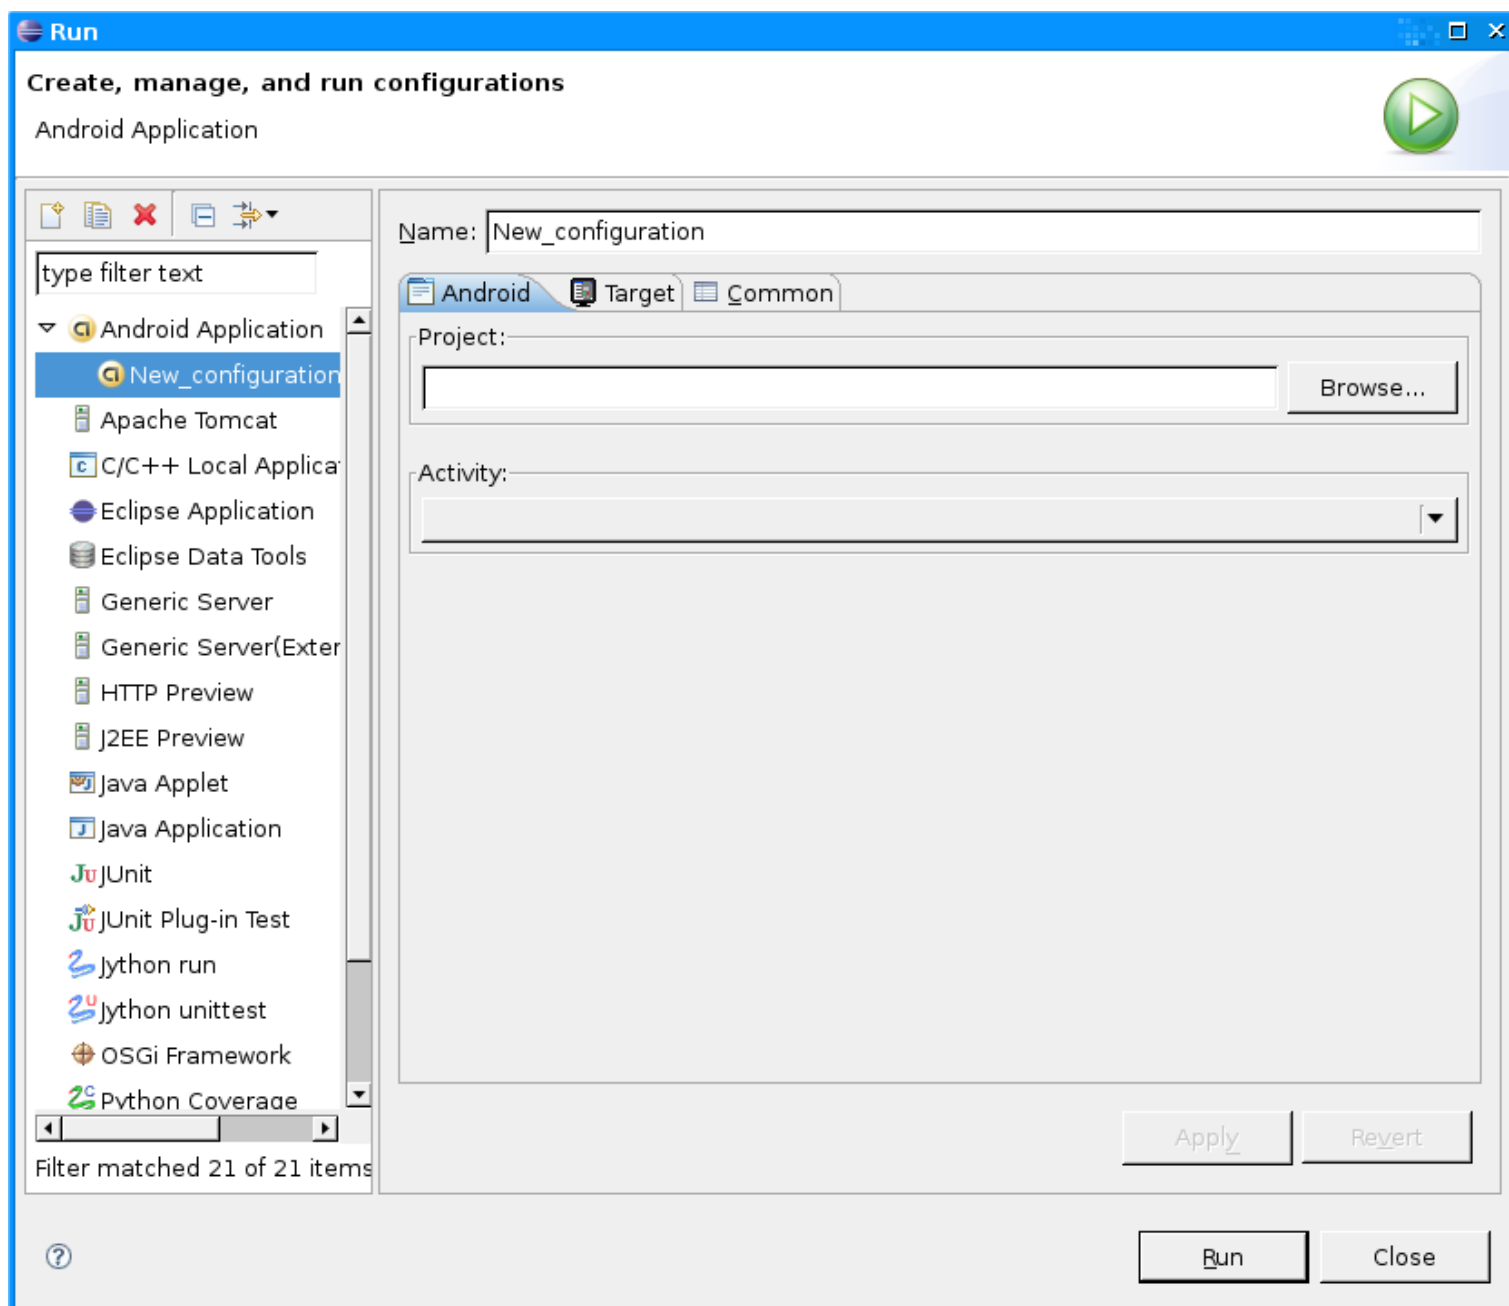 Run
Create, manage, and run configurations
Android Application
type filter text
Android Application
New_configuration
Apache Tomcat
C/C++ Local Applica
Eclipse Application
Eclipse Data Tools
Generic Server
Generic Server(Exter
HTTP Preview
J2EE Preview
Java Applet
Java Application
JUnit
JUnit Plug-in Test
Jython run
Jython unittest
OSGi Framework
Python Coverage
Filter matched 21 of 21 items
Name: New_configuration
Android Target Common
Project:
Browse...
Activity:
Apply Revert
Run Close